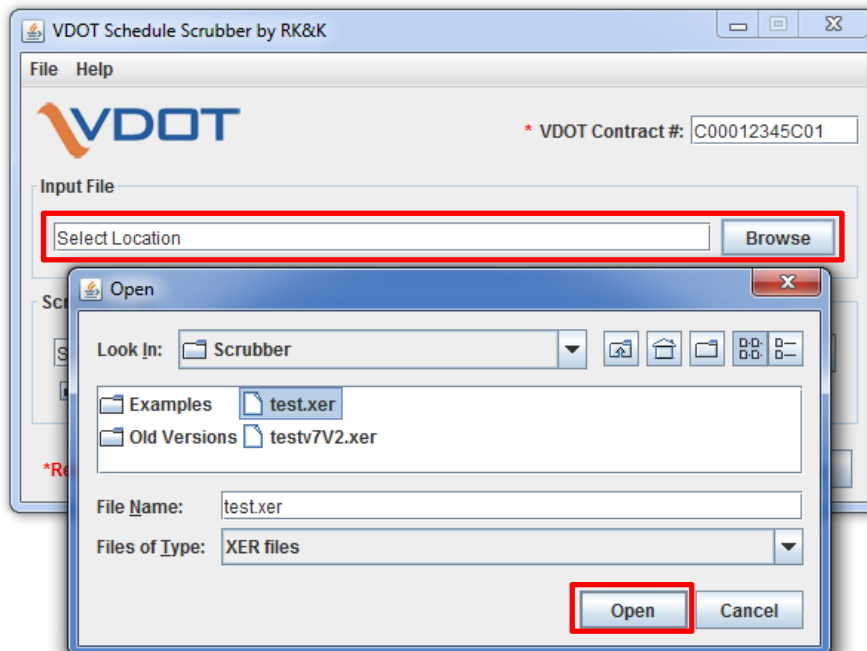 VDOT Schedule Scrubber by RK&K
File Help
VDOT
* VDOT Contract #: C00012345C01
Input File
Select Location Browse
Open
Look In: Scrubber
Examples test.xer
Old Versions testv7V2.xer
File Name: test.xer
Files of Type: XER files
Open Cancel